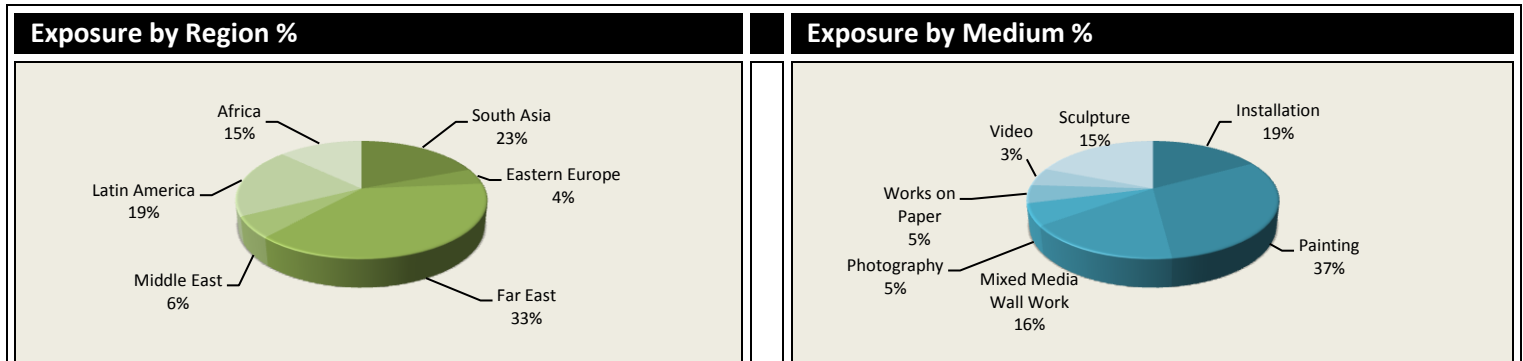 Exposure by Region %
Africa
15%
South Asia
23%
Eastern Europe
4%
Latin America
19%
Middle East
6%
Far East
33%
Exposure by Medium %
Sculpture
15%
Installation
19%
Video
3%
Works on
Paper
5%
Painting
37%
Photography
5%
Mixed Media
Wall Work
16%